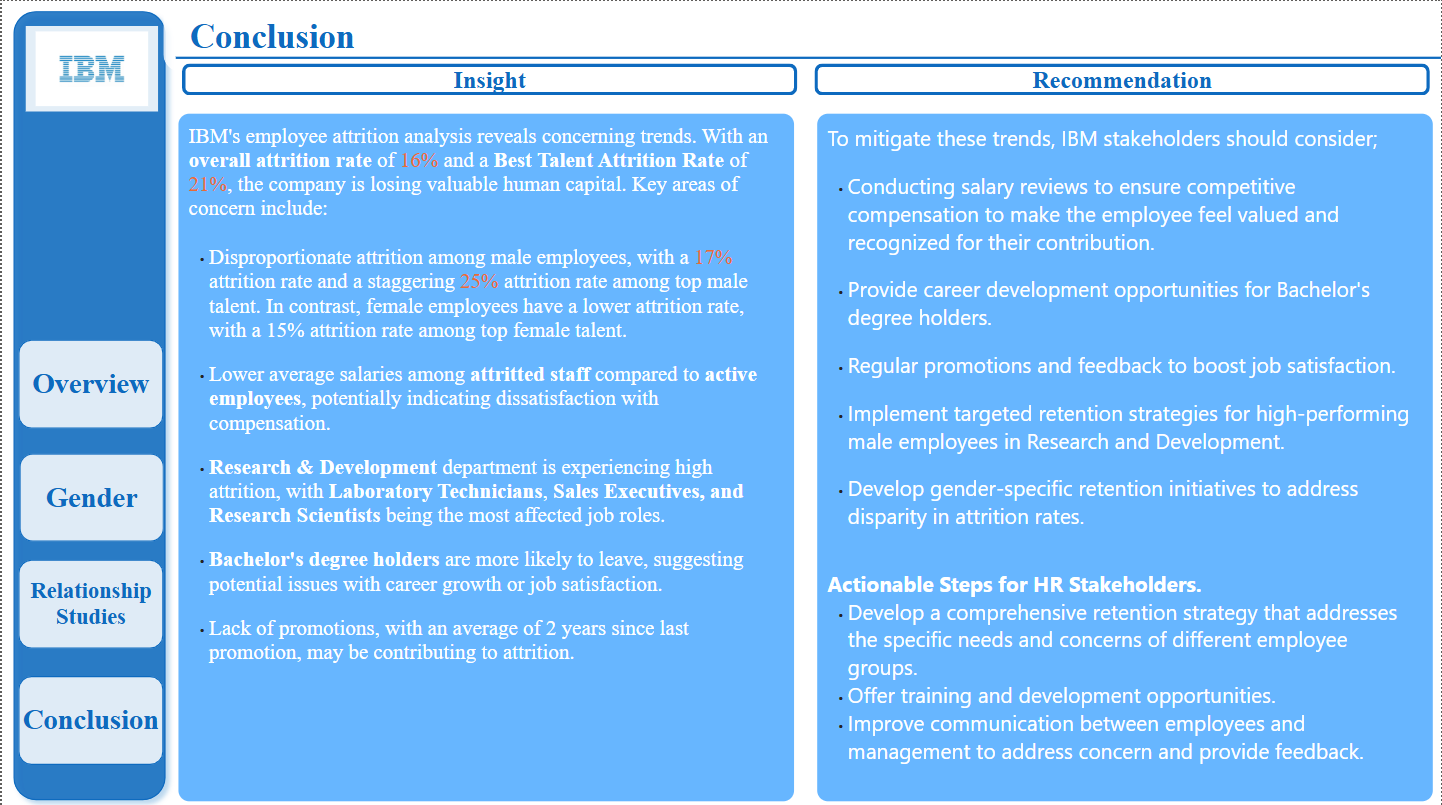 IBM
Conclusion
Insight
Recommendation
IBM's employee attrition analysis reveals concerning trends. With an
overall attrition rate of 16% and a Best Talent Attrition Rate of
21%, the company is losing valuable human capital. Key areas of
concern include:
· Disproportionate attrition among male employees, with a 17%
attrition rate and a staggering 25% attrition rate among top male
talent. In contrast, female employees have a lower attrition rate,
with a 15% attrition rate among top female talent.
· Lower average salaries among attritted staff compared to active
employees, potentially indicating dissatisfaction with
compensation.
· Research & Development department is experiencing high
attrition, with Laboratory Technicians, Sales Executives, and
Research Scientists being the most affected job roles.
· Bachelor's degree holders are more likely to leave, suggesting
potential issues with career growth or job satisfaction.
· Lack of promotions, with an average of 2 years since last
promotion, may be contributing to attrition.
To mitigate these trends, IBM stakeholders should consider;
· Conducting salary reviews to ensure competitive
compensation to make the employee feel valued and
recognized for their contribution.
· Provide career development opportunities for Bachelor's
degree holders.
· Regular promotions and feedback to boost job satisfaction.
· Implement targeted retention strategies for high-performing
male employees in Research and Development.
· Develop gender-specific retention initiatives to address
disparity in attrition rates.
Actionable Steps for HR Stakeholders.
· Develop a comprehensive retention strategy that addresses
the specific needs and concerns of different employee
groups.
· Offer training and development opportunities.
· Improve communication between employees and
management to address concern and provide feedback.
Overview
Gender
Relationship
Studies
Conclusion